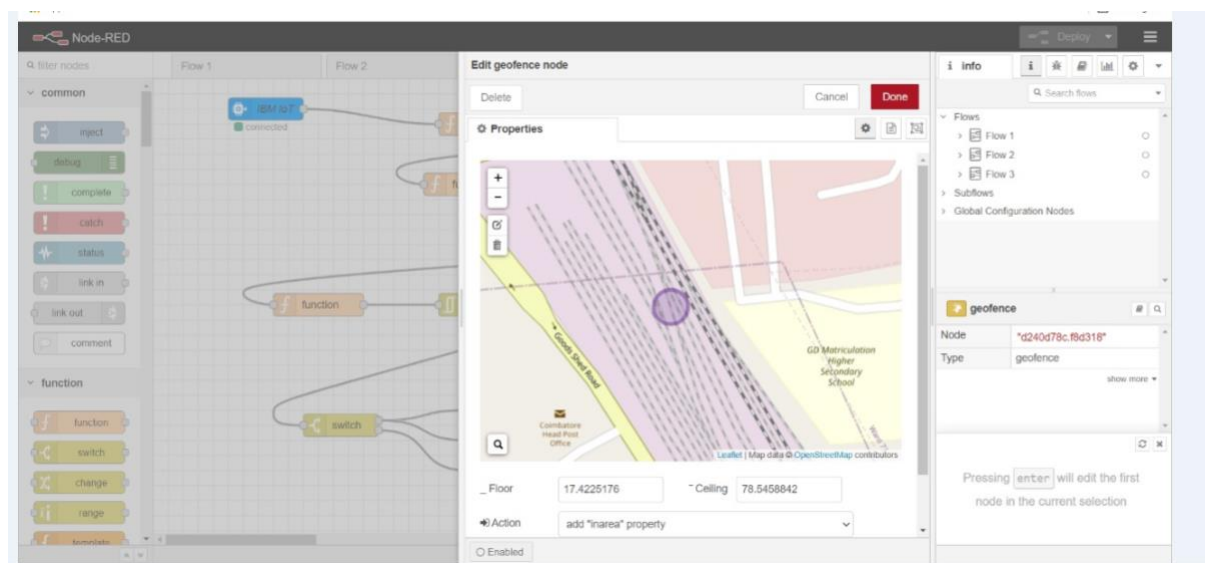 Node-RED
Deploy
filter nodes
Flow 1
Flow 2
Edit geofence node
i info
i
common
Delete
Cancel
Done
Search flows
IBM IoT
connected
Properties
Flows
Flow 1
Flow 2
Flow 3
Subflows
Global Configuration Nodes
inject
debug
complete
catch
status
link in
link out
comment
+
−
f
f
function
Goods Shed Road
GD Matriculation
Higher
Secondary
School
Coimbatore
Head Post
Office
Leaflet | Map data © OpenStreetMap contributors
geofence
Node
"d240d78c.f8d318"
Type
geofence
show more
function
function
switch
change
range
template
switch
_ Floor
17.4225176
‾ Ceiling
78.5458842
Action
add "inarea" property
Enabled
Pressing enter will edit the first
node in the current selection